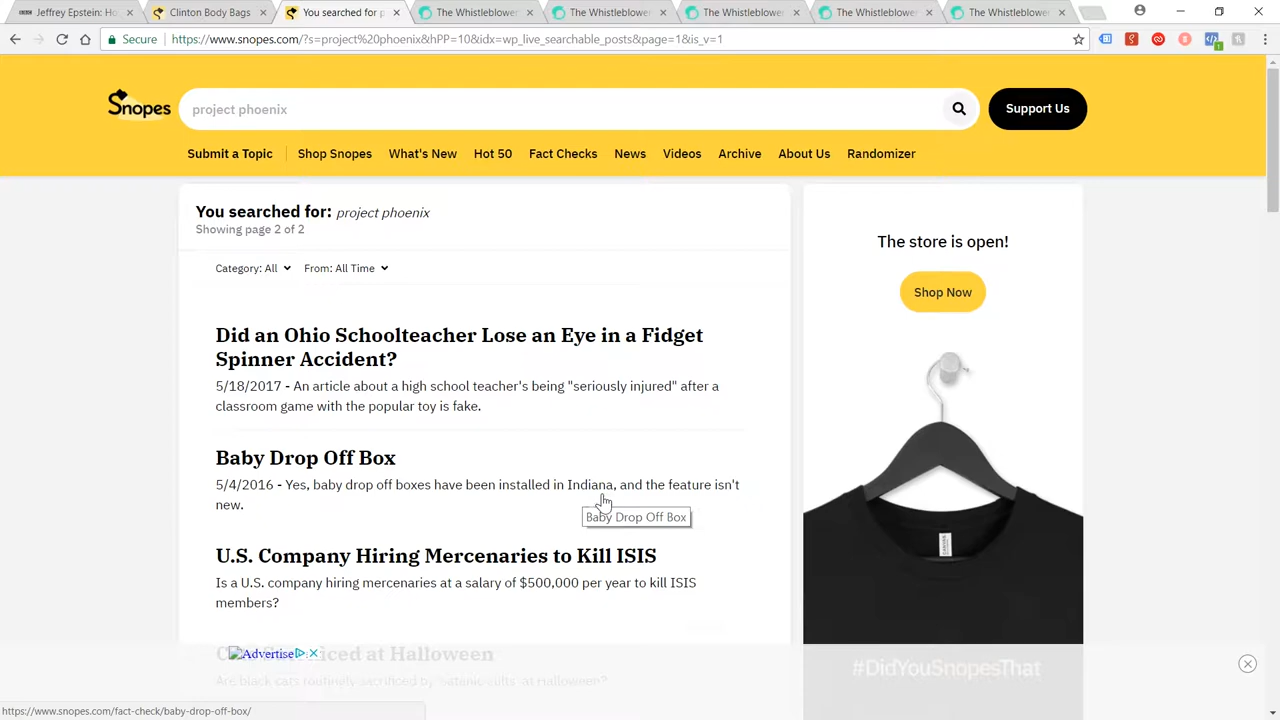 Jeffrey Epstein: Ho
Clinton Body Bags
You searched for p
The Whistleblower
The Whistleblower
The Whistleblower
The Whistleblower
The Whistleblower
Secure
https://www.snopes.com/?s=project%20phoenix&hPP=10&idx=wp_live_searchable_posts&page=1&is_v=1
Snopes
project phoenix
Support Us
Submit a Topic
Shop Snopes
What's New
Hot 50
Fact Checks
News
Videos
Archive
About Us
Randomizer
You searched for: project phoenix
Showing page 2 of 2
Category: All
From: All Time
Did an Ohio Schoolteacher Lose an Eye in a Fidget
Spinner Accident?
5/18/2017 - An article about a high school teacher's being "seriously injured" after a
classroom game with the popular toy is fake.
Baby Drop Off Box
5/4/2016 - Yes, baby drop off boxes have been installed in Indiana, and the feature isn't
new.
Baby Drop Off Box
U.S. Company Hiring Mercenaries to Kill ISIS
Is a U.S. company hiring mercenaries at a salary of $500,000 per year to kill ISIS
members?
at Halloween
Are black cats routinely sacrificed by 'satanic cults' at Halloween?
Advertise
The store is open!
Shop Now
#DidYouSnopesThat
https://www.snopes.com/fact-check/baby-drop-off-box/